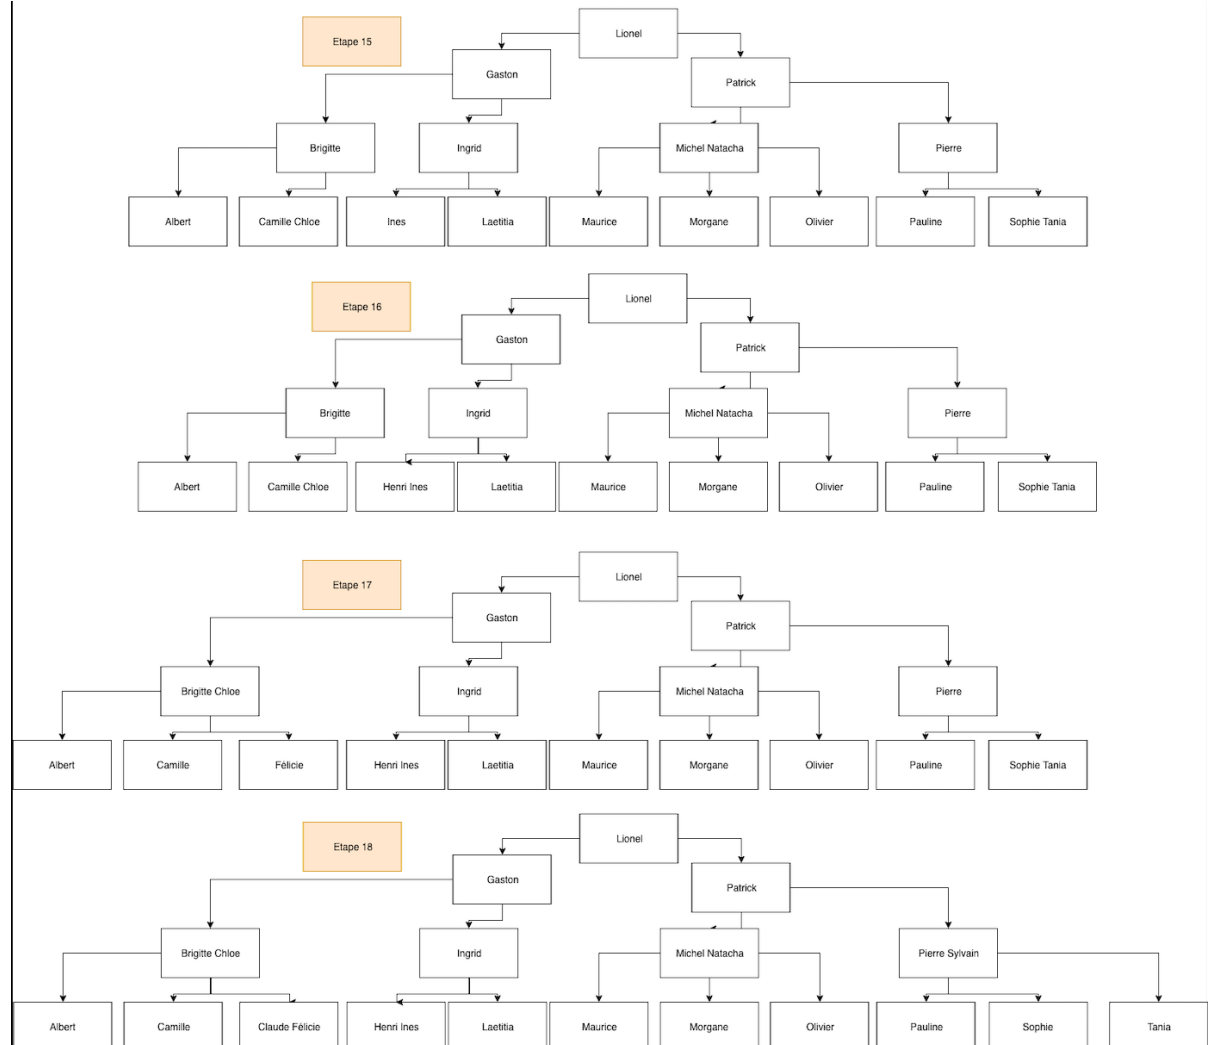 Lionel
Etape 15
Gaston
Patrick
Brigitte
Ingrid
Michel Natacha
Pierre
Albert
Camille Chloe
Ines
Laetitia
Maurice
Morgane
Olivier
Pauline
Sophie Tania
Lionel
Etape 16
Gaston
Patrick
Brigitte
Ingrid
Michel Natacha
Pierre
Albert
Camille Chloe
Henri Ines
Laetitia
Maurice
Morgane
Olivier
Pauline
Sophie Tania
Lionel
Etape 17
Gaston
Patrick
Brigitte Chloe
Ingrid
Michel Natacha
Pierre
Albert
Camille
Félicie
Henri Ines
Laetitia
Maurice
Morgane
Olivier
Pauline
Sophie Tania
Lionel
Etape 18
Gaston
Patrick
Brigitte Chloe
Ingrid
Michel Natacha
Pierre Sylvain
Albert
Camille
Claude Félicie
Henri Ines
Laetitia
Maurice
Morgane
Olivier
Pauline
Sophie
Tania